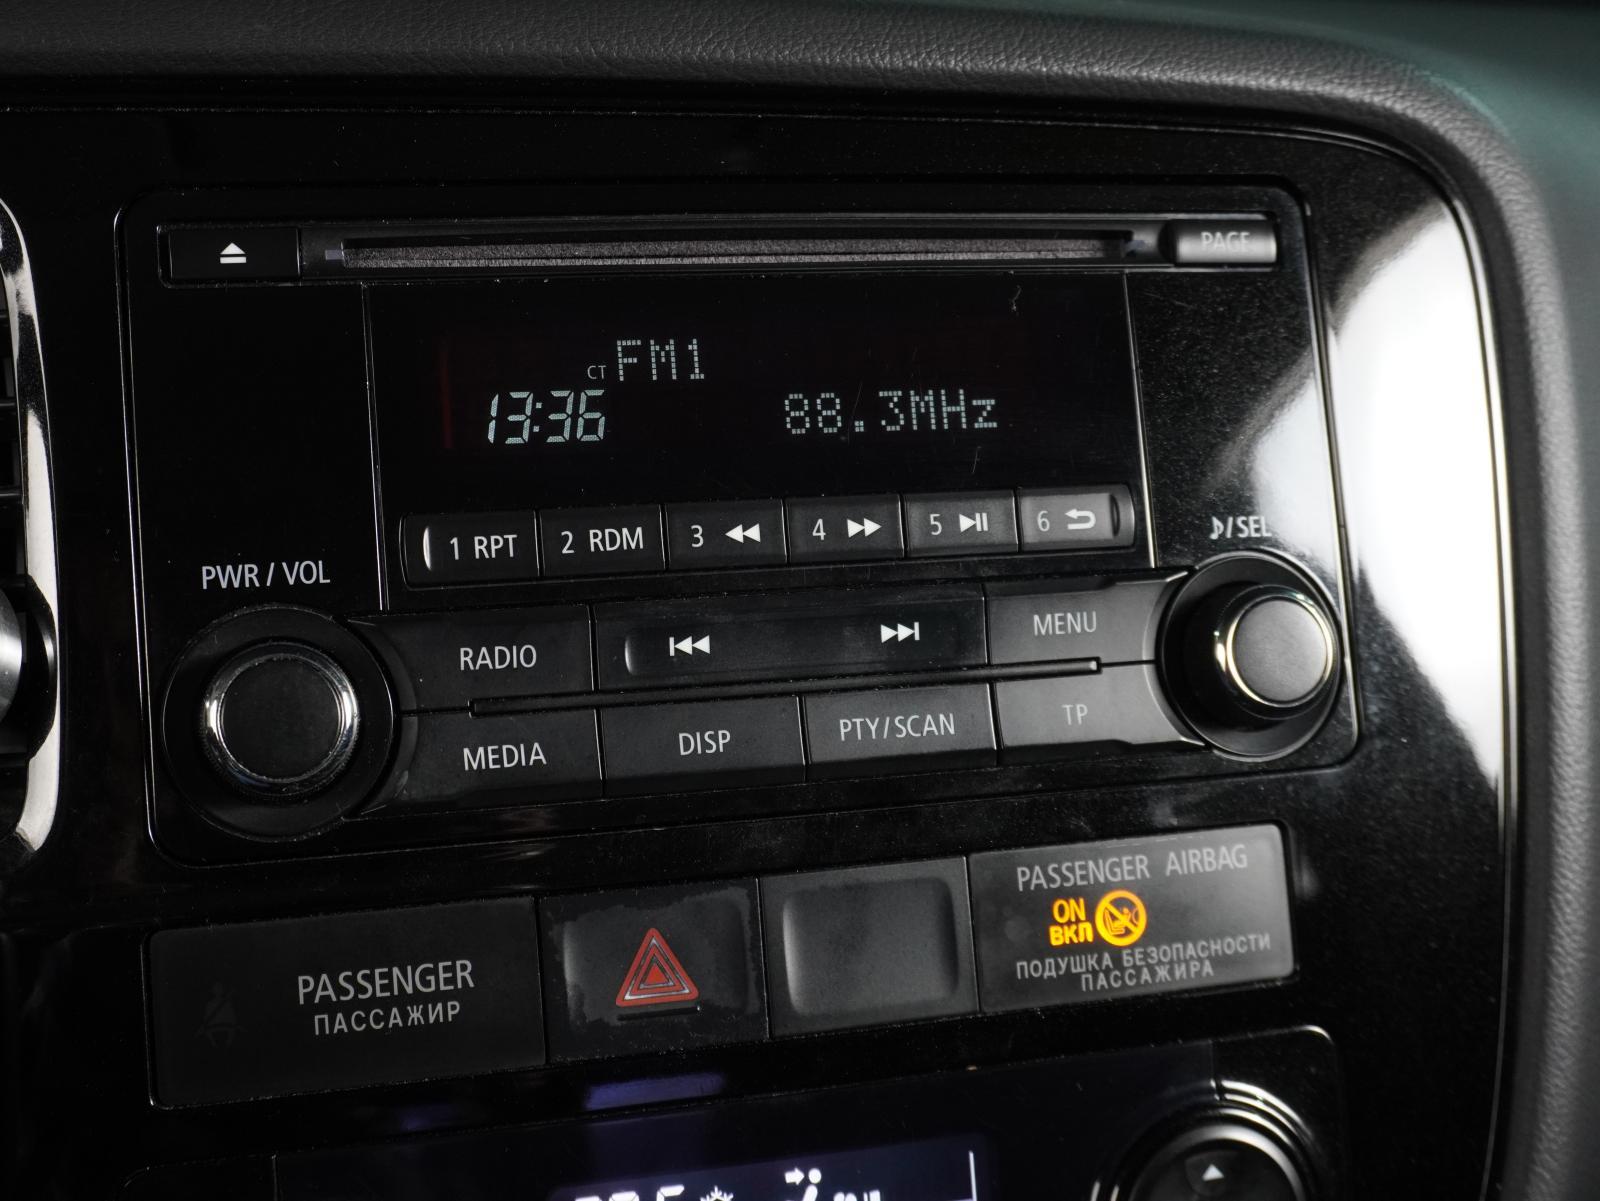 PAGE
CT FM1
13:36 88.3MHz
1 RPT 2 RDM 3 4 5 6
PWR / VOL
♪/SEL
RADIO
MENU
MEDIA
DISP
PTY/SCAN
TP
PASSENGER AIRBAG
ON
ВКЛ
ПОДУШКА БЕЗОПАСНОСТИ
ПАССАЖИРА
PASSENGER
ПАССАЖИР